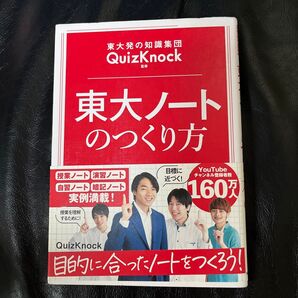 東大発の知識集団
QuizKnock
監修
東大ノート
のつくり方
授業ノート 演習ノート
自習ノート 暗記ノート
実例満載！
授業を理解
するために！
目標に
近づく！
YouTube
チャンネル登録者数
160万人
QuizKnock
目的に合ったノートをつくろう！